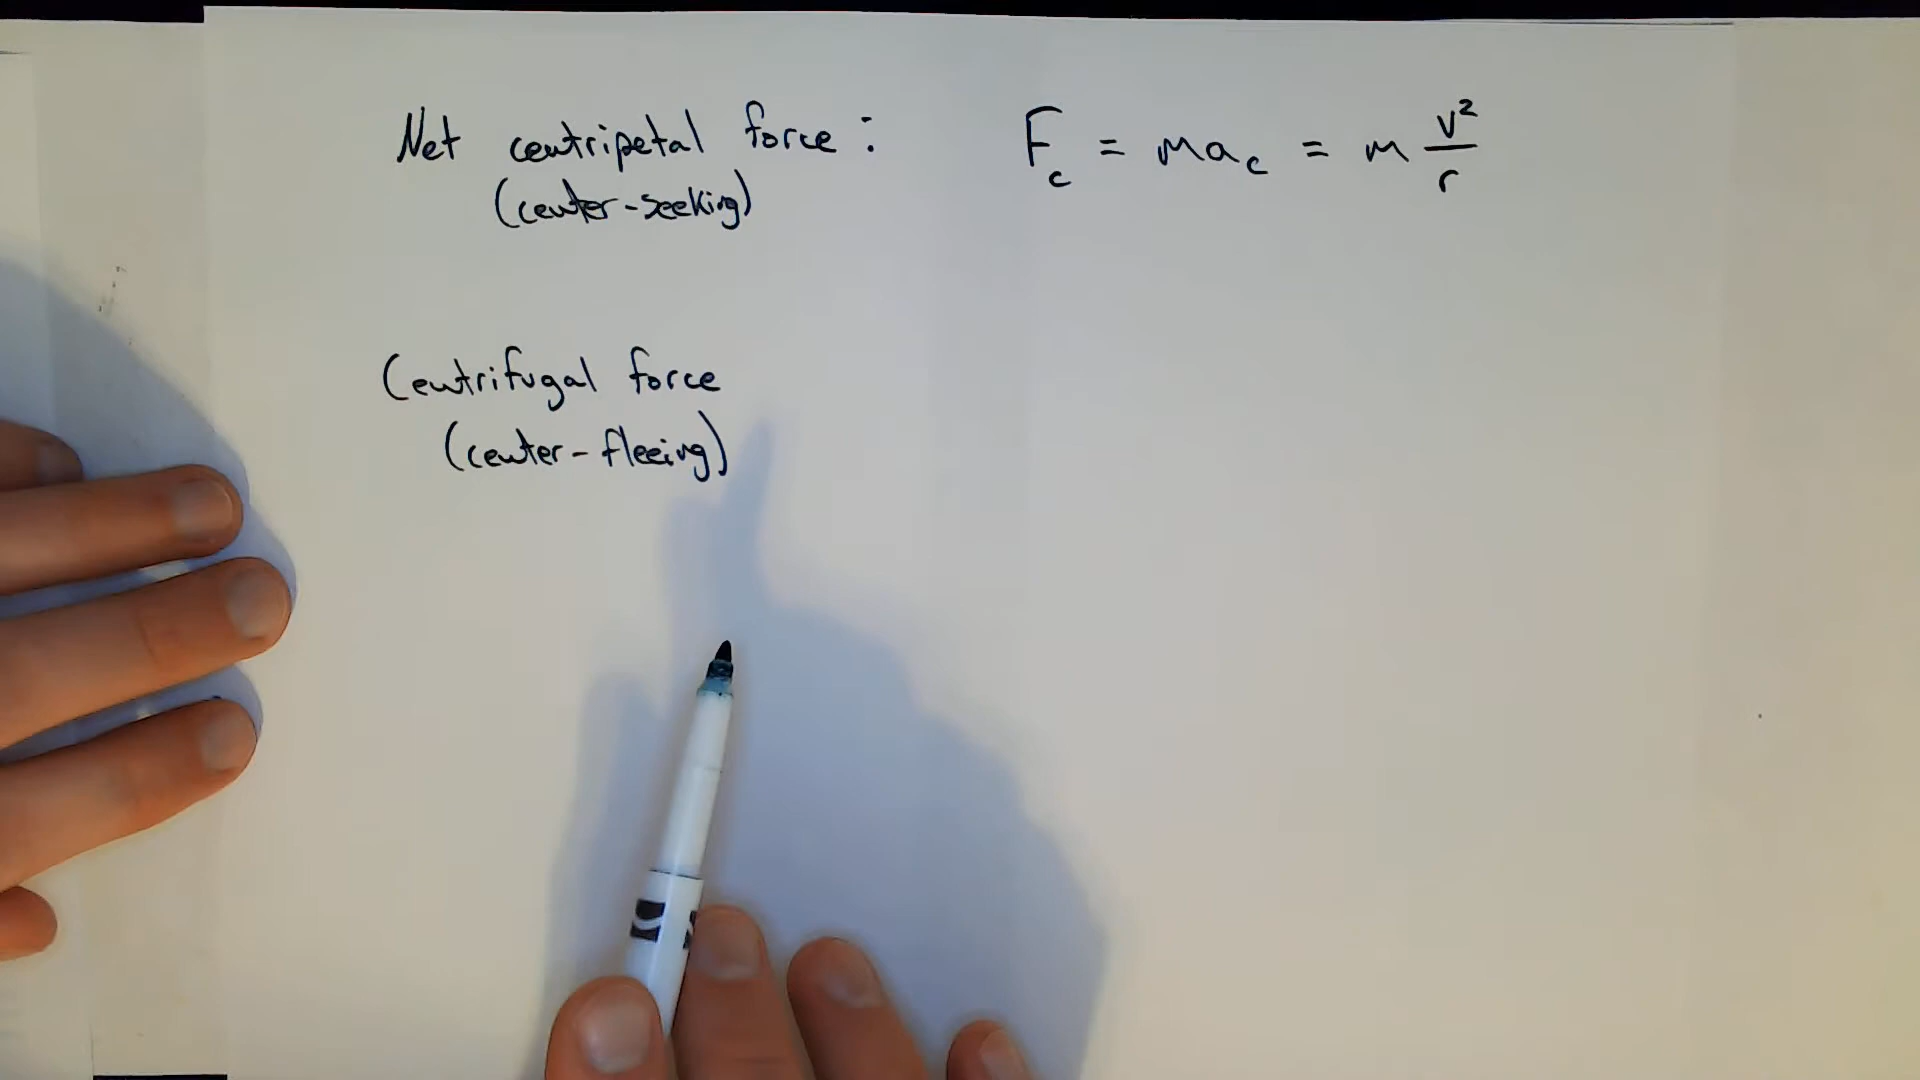 Net centripetal force: F_c = ma_c = m v²/r
(center-seeking)
Centrifugal force
(center-fleeing)